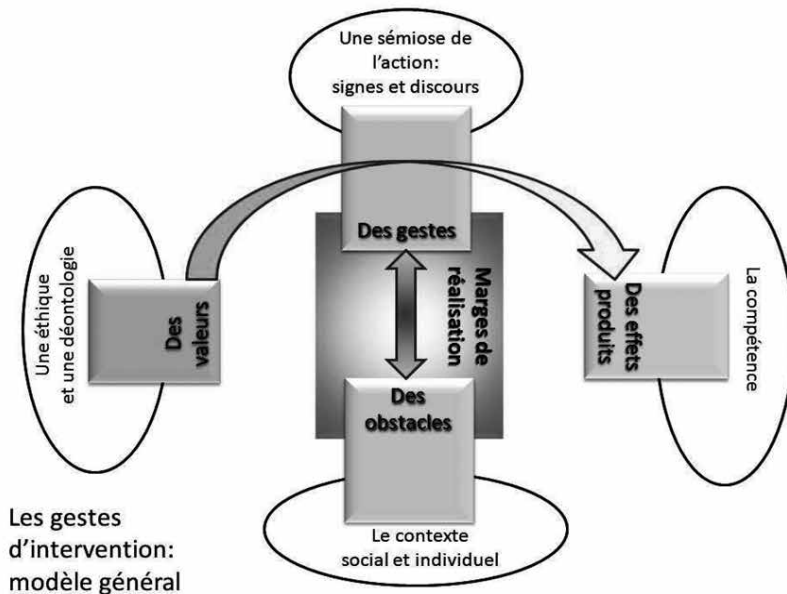 Une sémiose de
l'action:
signes et discours
Des gestes
Marges de
réalisation
Une éthique
et une déontologie
Des
valeurs
Des effets
produits
La compétence
Des
obstacles
Le contexte
social et individuel
Les gestes
d'intervention:
modèle général